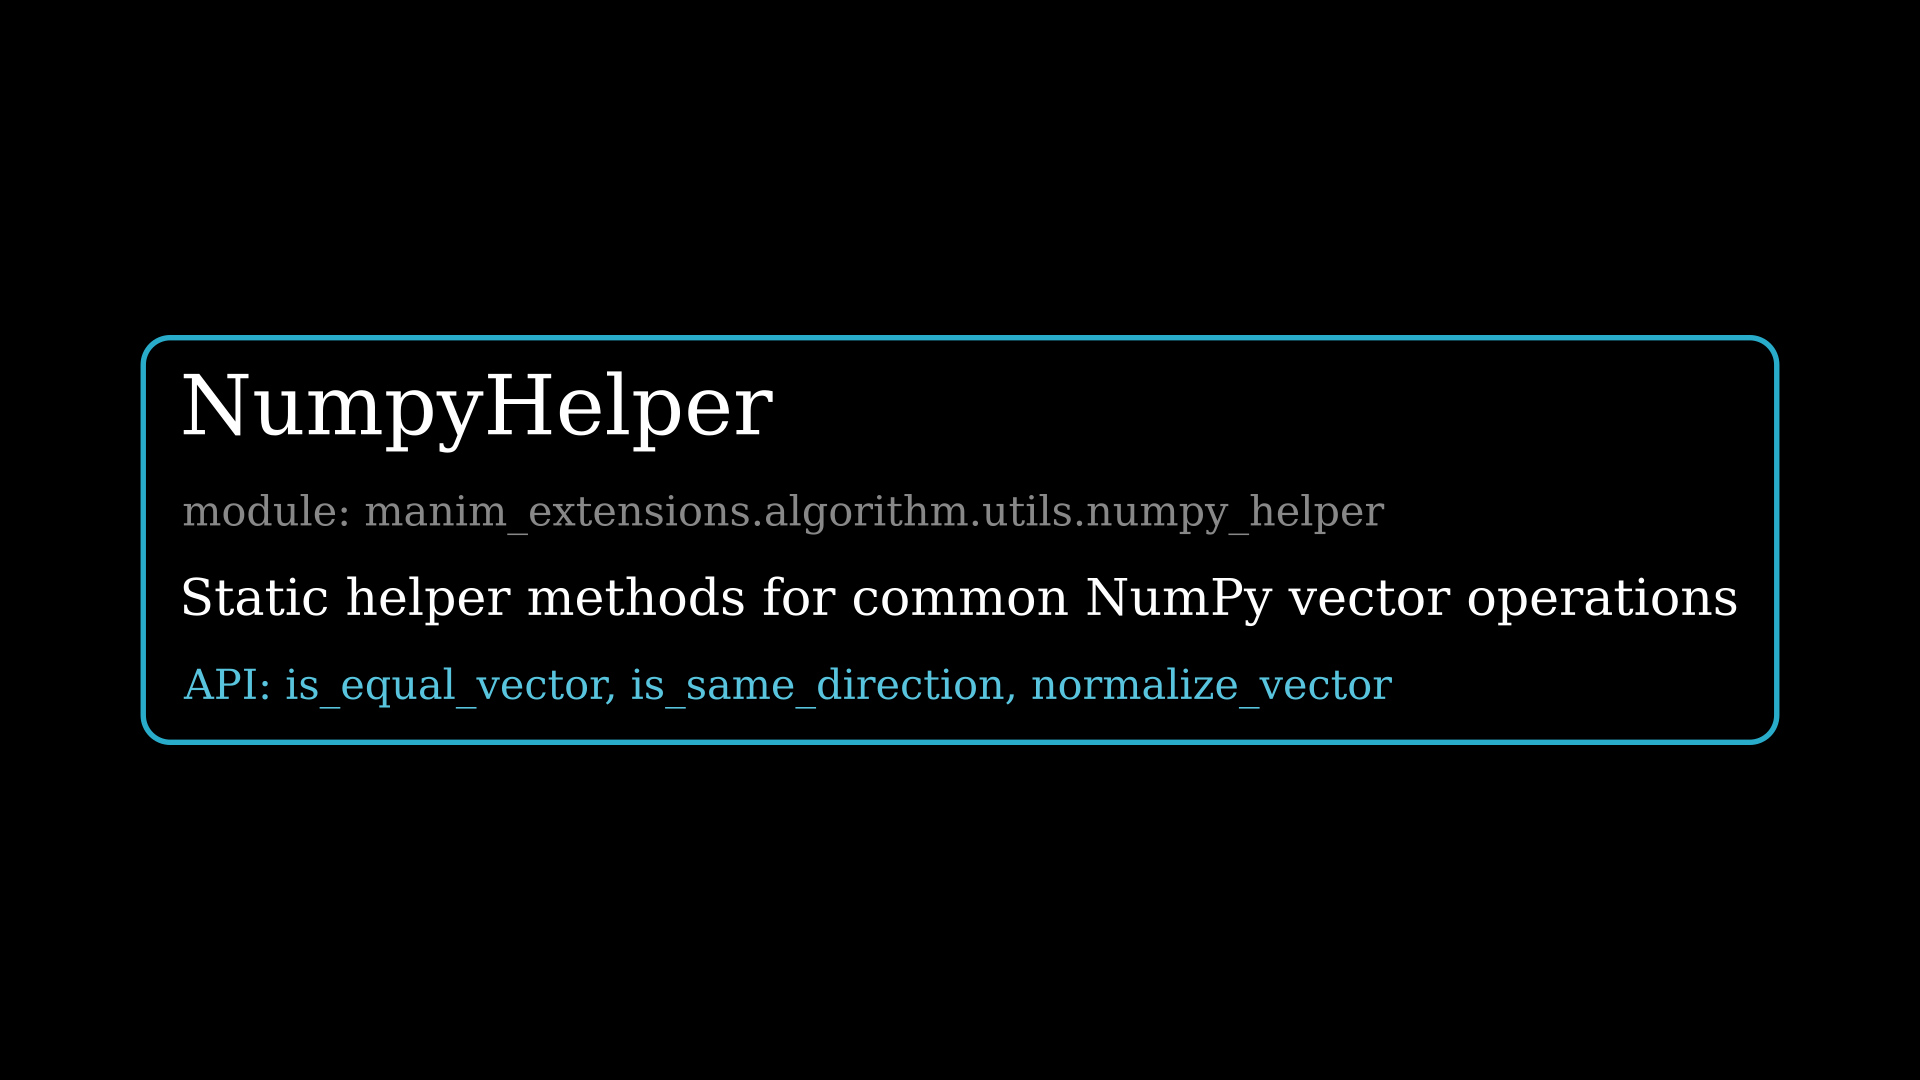 NumpyHelper
module: manim_extensions.algorithm.utils.numpy_helper
Static helper methods for common NumPy vector operations
API: is_equal_vector, is_same_direction, normalize_vector